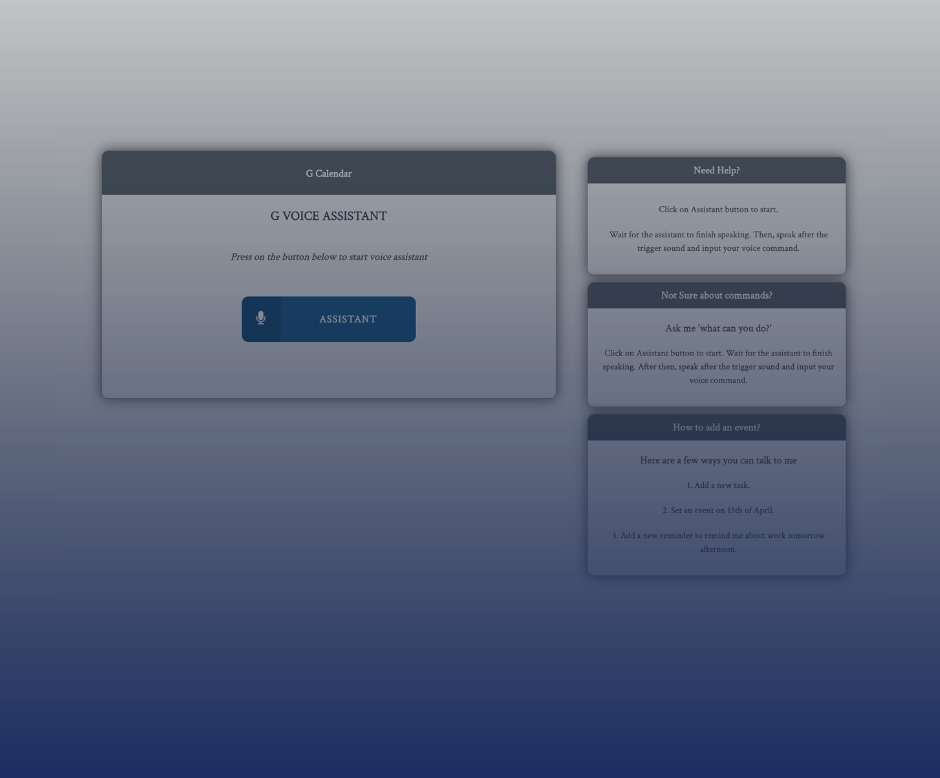 G Calendar
G VOICE ASSISTANT
Press on the button below to start voice assistant
ASSISTANT
Need Help?
Click on Assistant button to start.
Wait for the assistant to finish speaking. Then, speak after the
trigger sound and input your voice command.
Not Sure about commands?
Ask me 'what can you do?'
Click on Assistant button to start. Wait for the assistant to finish
speaking. After then, speak after the trigger sound and input your
voice command.
How to add an event?
Here are a few ways you can talk to me
1. Add a new task.
2. Set an event on 15th of April.
3. Add a new reminder to remind me about work tomorrow
afternoon.